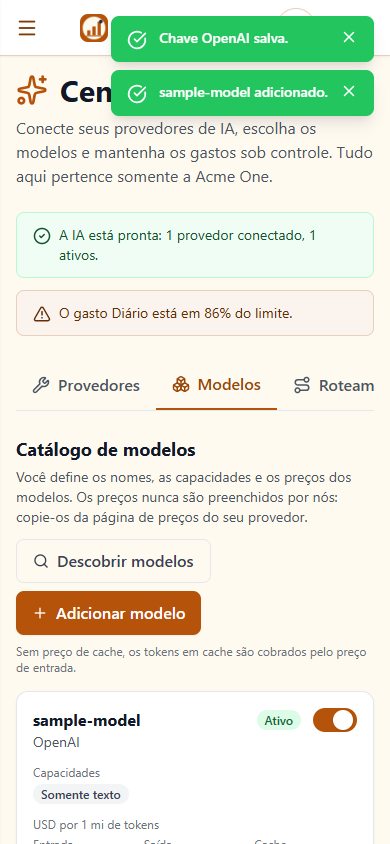 Chave OpenAI salva.
sample-model adicionado.
Cen
Conecte seus provedores de IA, escolha os
modelos e mantenha os gastos sob controle. Tudo
aqui pertence somente a Acme One.
A IA está pronta: 1 provedor conectado, 1
ativos.
O gasto Diário está em 86% do limite.
Provedores
Modelos
Roteam
Catálogo de modelos
Você define os nomes, as capacidades e os preços dos
modelos. Os preços nunca são preenchidos por nós:
copie-os da página de preços do seu provedor.
Descobrir modelos
Adicionar modelo
Sem preço de cache, os tokens em cache são cobrados pelo preço
de entrada.
sample-model
Ativo
OpenAI
Capacidades
Somente texto
USD por 1 mi de tokens
Entrada Saída Cache